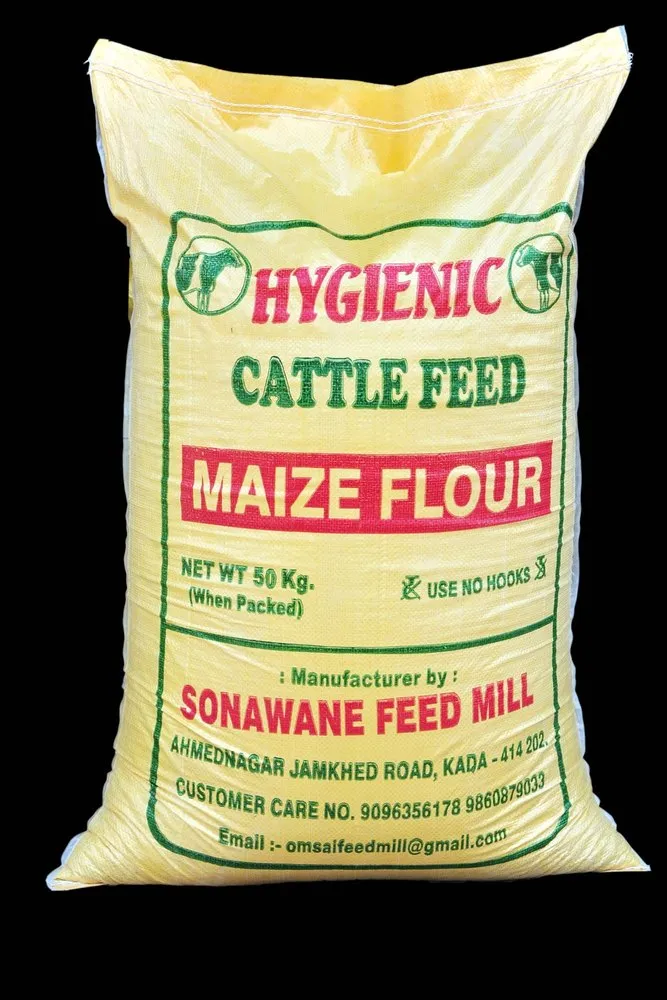 HYGIENIC
CATTLE FEED
MAIZE FLOUR
NET WT 50 Kg.
(When Packed)
USE NO HOOKS
: Manufacturer by :
SONAWANE FEED MILL
AHMEDNAGAR JAMKHED ROAD, KADA - 414 202.
CUSTOMER CARE NO. 9096356178 9860879033
Email :- omsaifeedmill@gmail.com